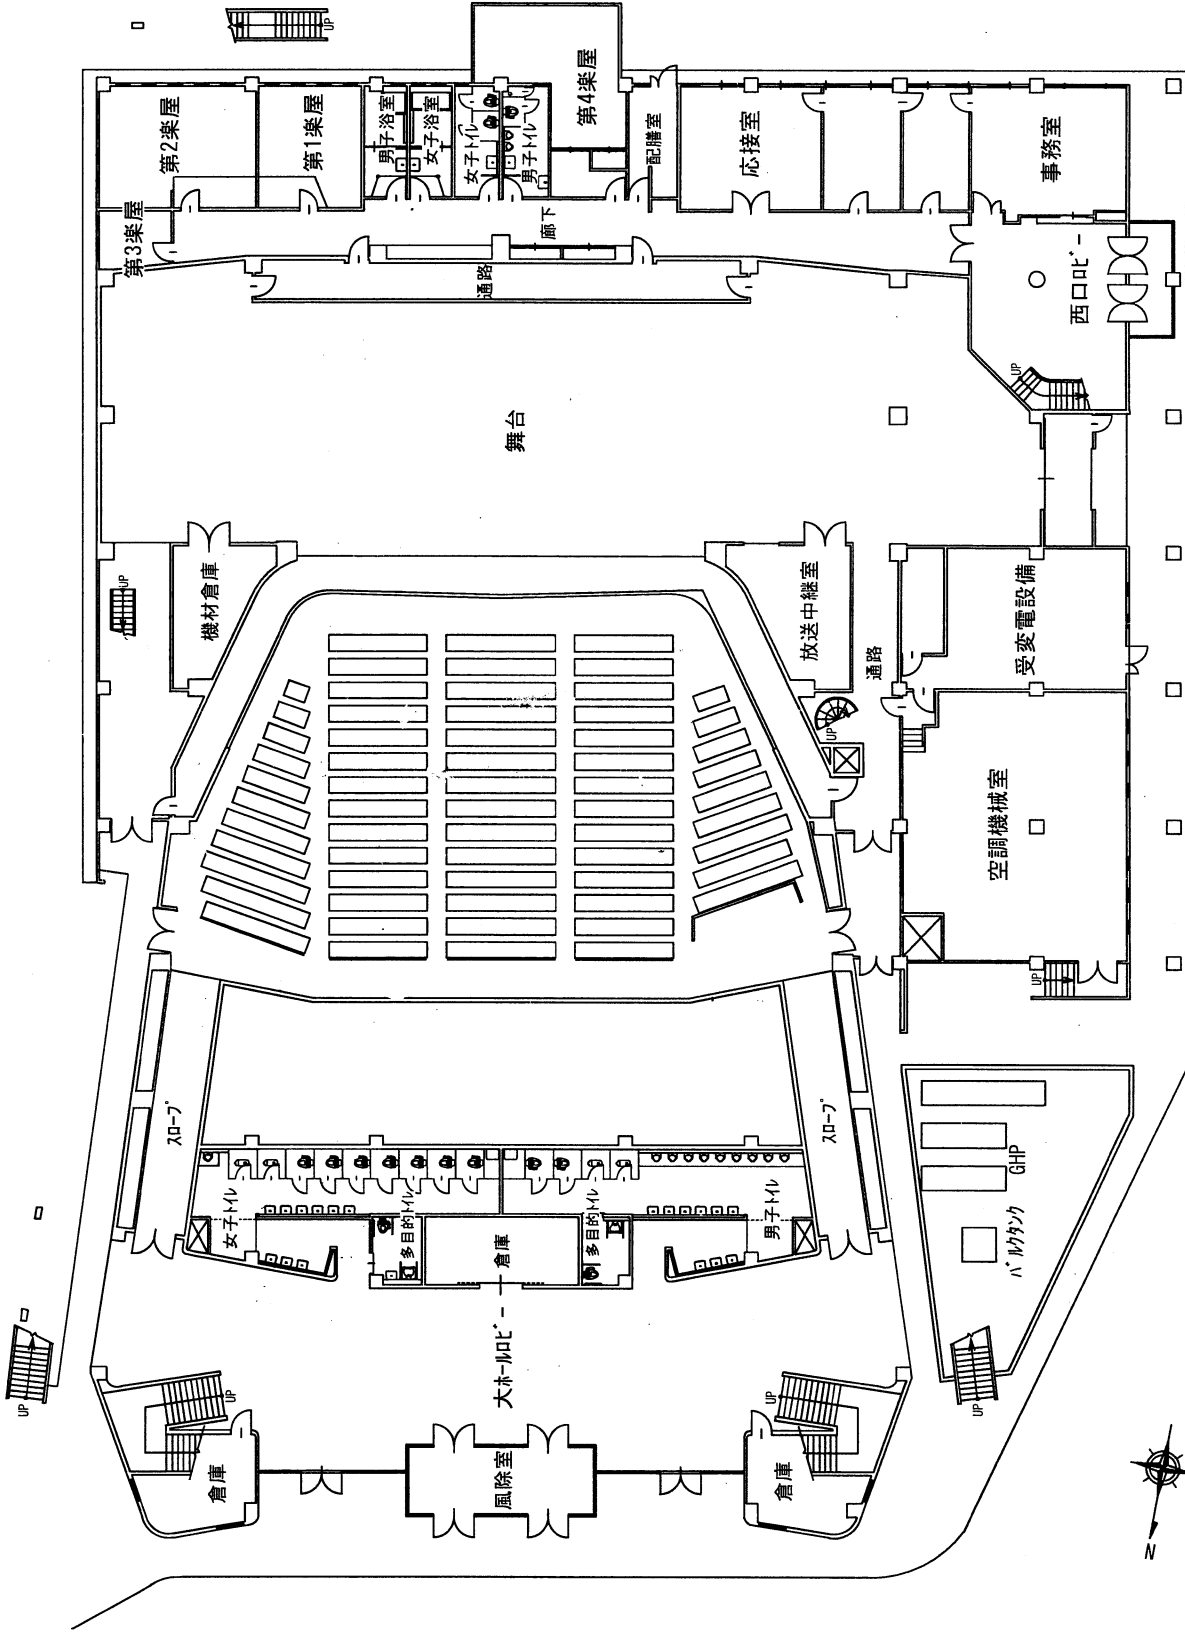 UP
第2楽屋
第1楽屋
男子浴室
女子浴室
女子トイレ
男子トイレ
第4楽屋
配膳室
応接室
事務室
第3楽屋
廊下
通路
西口ロビー
UP
舞台
UP
機材倉庫
放送中継室
通路
受変電設備
UP
空調機械室
UP
スロープ
スロープ
GHP
バルクタンク
女子トイレ
多目的トイレ
倉庫
多目的トイレ
男子トイレ
大ホールロビー
UP
UP
UP
UP
倉庫
風除室
倉庫
N